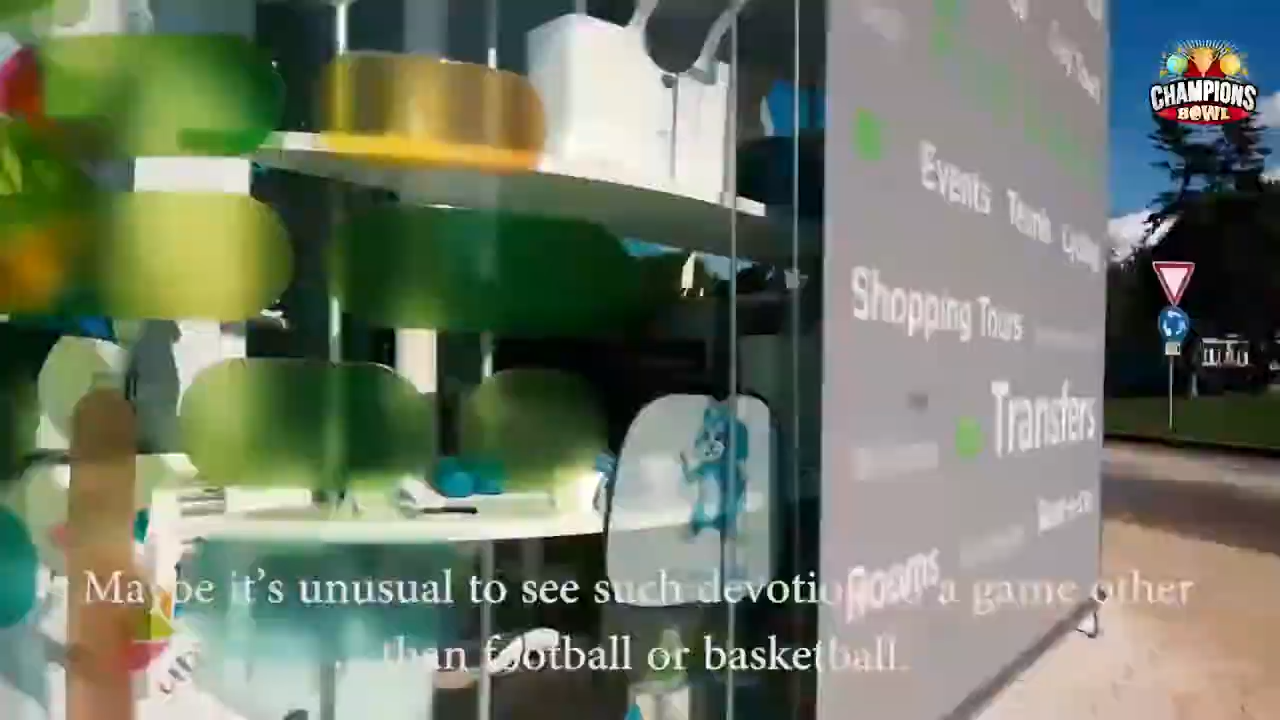 CHAMPIONS
BOWL
Events
Shopping Tours
Transfers
Rooms
Maybe it's unusual to see such devotion to a game other
than football or basketball.